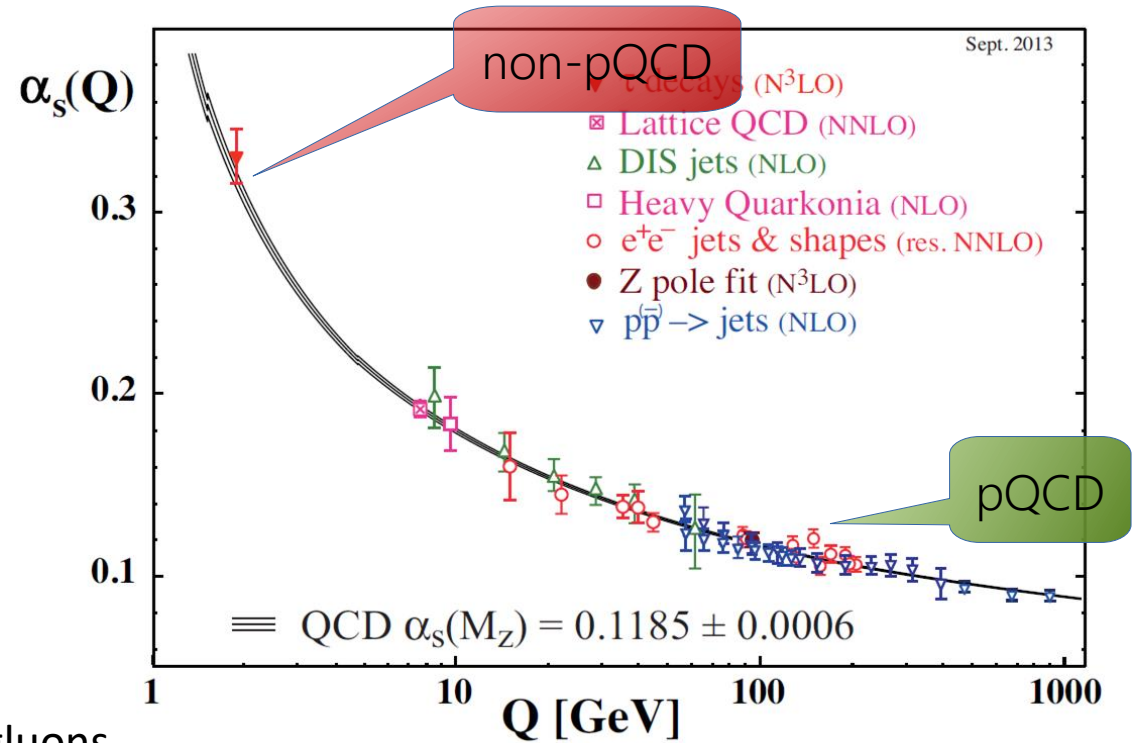 Sept. 2013
αs(Q)
non-pQCD
τ decays (N³LO)
Lattice QCD (NNLO)
DIS jets (NLO)
0.3
Heavy Quarkonia (NLO)
e⁺e⁻ jets & shapes (res. NNLO)
Z pole fit (N³LO)
pp(–) –> jets (NLO)
0.2
pQCD
0.1
QCD αs(MZ) = 0.1185 ± 0.0006
1 10 100 1000
Q [GeV]